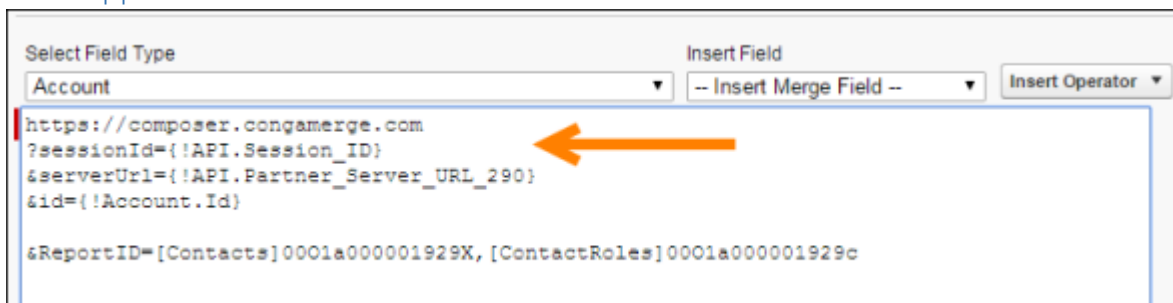 Select Field Type
Insert Field
Account
-- Insert Merge Field --
Insert Operator
https://composer.congamerge.com
?sessionId={!API.Session_ID}
&serverUrl={!API.Partner_Server_URL_290}
&id={!Account.Id}
&ReportID=[Contacts]00O1a000001929X,[ContactRoles]00O1a000001929c